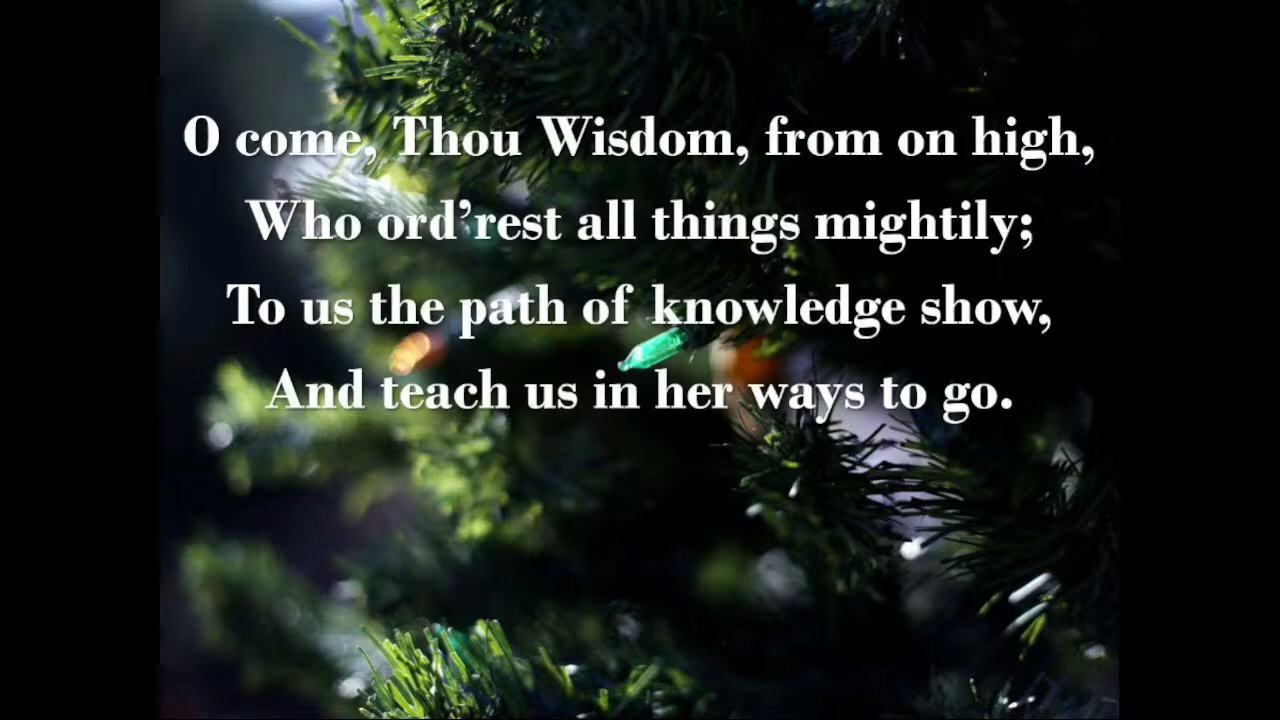 O come, Thou Wisdom, from on high,
Who ord’rest all things mightily;
To us the path of knowledge show,
And teach us in her ways to go.